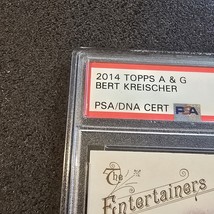 2014 TOPPS A & G
BERT KREISCHER
PSA/DNA CERT PSA
The
Entertainers